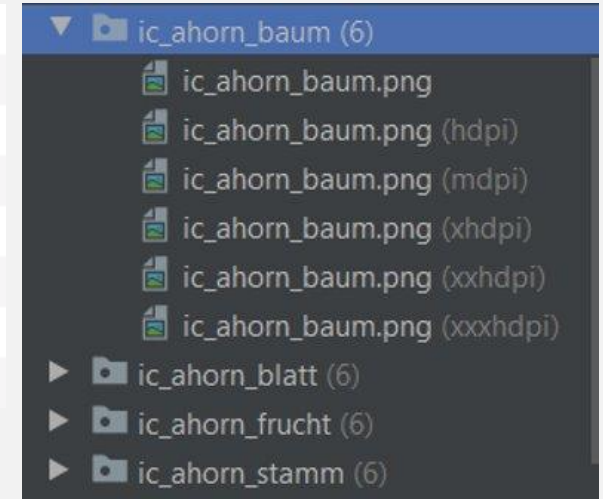 ic_ahorn_baum (6)
ic_ahorn_baum.png
ic_ahorn_baum.png (hdpi)
ic_ahorn_baum.png (mdpi)
ic_ahorn_baum.png (xhdpi)
ic_ahorn_baum.png (xxhdpi)
ic_ahorn_baum.png (xxxhdpi)
ic_ahorn_blatt (6)
ic_ahorn_frucht (6)
ic_ahorn_stamm (6)